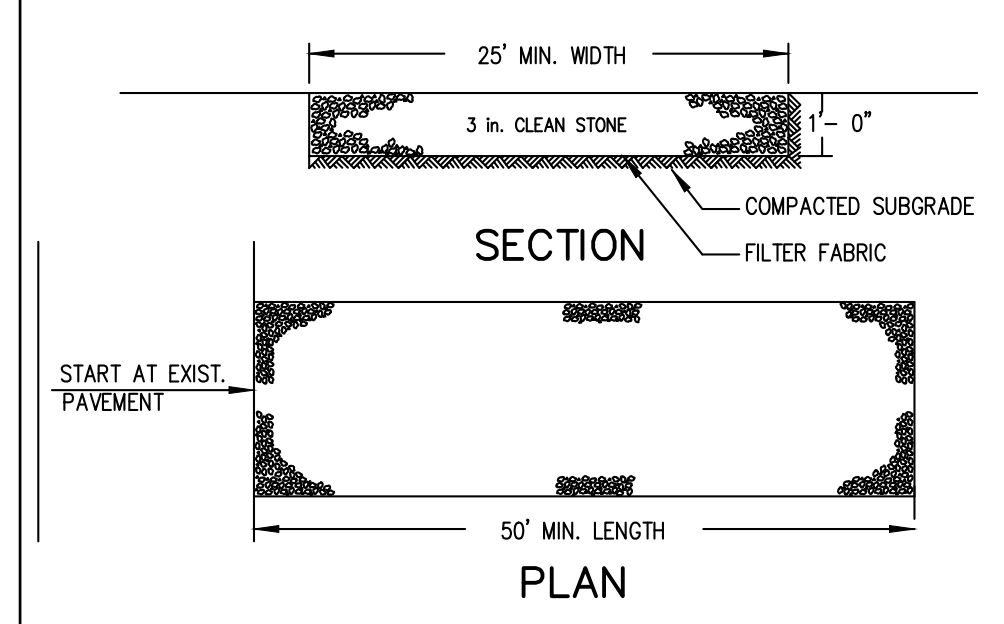 25' MIN. WIDTH
3 in. CLEAN STONE
1'- 0"
COMPACTED SUBGRADE
SECTION
FILTER FABRIC
START AT EXIST.
PAVEMENT
50' MIN. LENGTH
PLAN